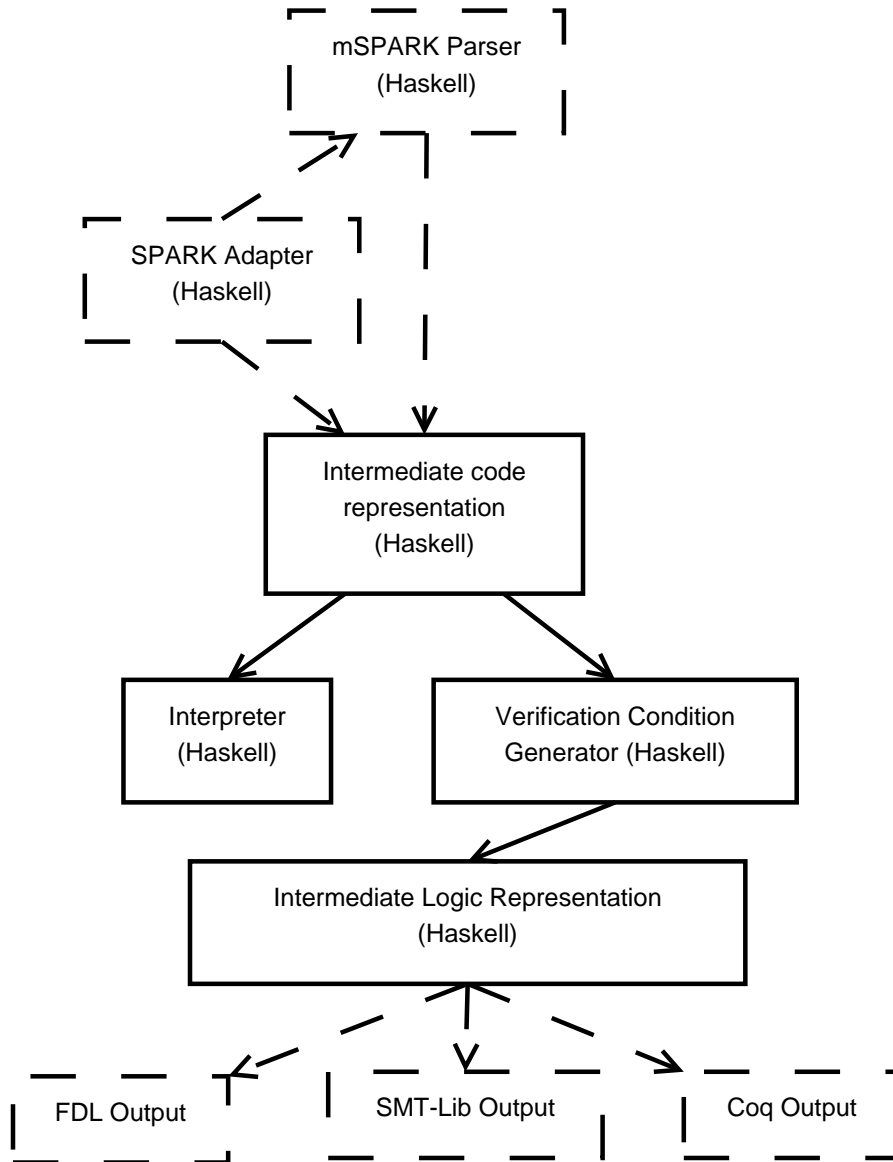 mSPARK Parser
(Haskell)
SPARK Adapter
(Haskell)
Intermediate code
representation
(Haskell)
Interpreter
(Haskell)
Verification Condition
Generator (Haskell)
Intermediate Logic Representation
(Haskell)
FDL Output
SMT-Lib Output
Coq Output